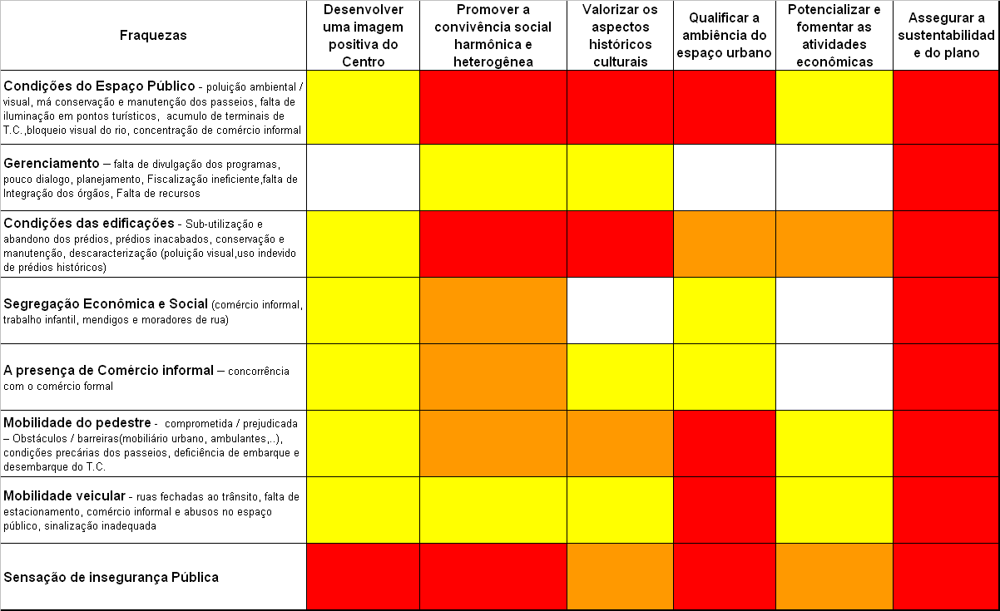 Fraquezas
Desenvolver
uma imagem
positiva do
Centro
Promover a
convivência social
harmônica e
heterogênea
Valorizar os
aspectos
históricos
culturais
Qualificar a
ambiência do
espaço urbano
Potencializar e
fomentar as
atividades
econômicas
Assegurar a
sustentabilidad
e do plano
Condições do Espaço Público - poluição ambiental /
visual, má conservação e manutenção dos passeios, falta de
iluminação em pontos turísticos, acumulo de terminais de
T.C.,bloqueio visual do rio, concentração de comércio informal
Gerenciamento – falta de divulgação dos programas,
pouco dialogo, planejamento, Fiscalização ineficiente,falta de
Integração dos órgãos, Falta de recursos
Condições das edificações - Sub-utilização e
abandono dos prédios, prédios inacabados, conservação e
manutenção, descaracterização (poluição visual,uso indevido
de prédios históricos)
Segregação Econômica e Social (comércio informal,
trabalho infantil, mendigos e moradores de rua)
A presença de Comércio informal – concorrência
com o comércio formal
Mobilidade do pedestre - comprometida / prejudicada
– Obstáculos / barreiras(mobiliário urbano, ambulantes,..),
condições precárias dos passeios, deficiência de embarque e
desembarque do T.C.
Mobilidade veicular - ruas fechadas ao trânsito, falta de
estacionamento, comércio informal e abusos no espaço
público, sinalização inadequada
Sensação de insegurança Pública